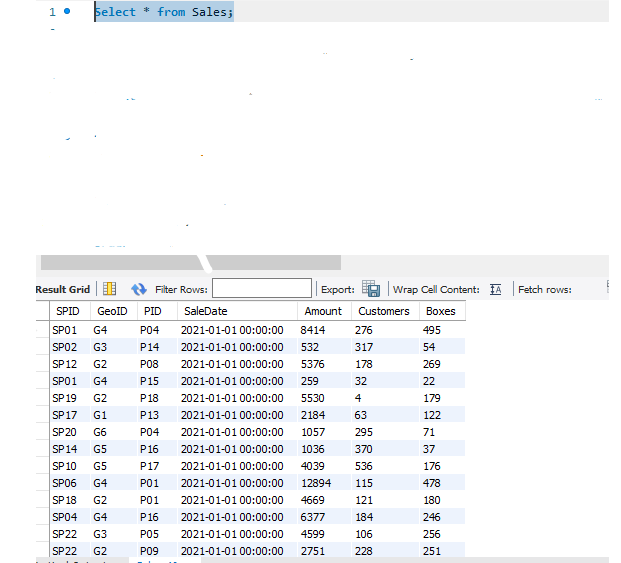 1 Select * from Sales;
Result Grid Filter Rows: Export: Wrap Cell Content: Fetch rows:
SPID GeoID PID SaleDate Amount Customers Boxes
SP01 G4 P04 2021-01-01 00:00:00 8414 276 495
SP02 G3 P14 2021-01-01 00:00:00 532 317 54
SP12 G2 P08 2021-01-01 00:00:00 5376 178 269
SP01 G4 P15 2021-01-01 00:00:00 259 32 22
SP19 G2 P18 2021-01-01 00:00:00 5530 4 179
SP17 G1 P13 2021-01-01 00:00:00 2184 63 122
SP20 G6 P04 2021-01-01 00:00:00 1057 295 71
SP14 G5 P16 2021-01-01 00:00:00 1036 370 37
SP10 G5 P17 2021-01-01 00:00:00 4039 536 176
SP06 G4 P01 2021-01-01 00:00:00 12894 115 478
SP18 G2 P01 2021-01-01 00:00:00 4669 121 180
SP04 G4 P16 2021-01-01 00:00:00 6377 184 246
SP22 G3 P05 2021-01-01 00:00:00 4599 106 256
SP22 G2 P09 2021-01-01 00:00:00 2751 228 251